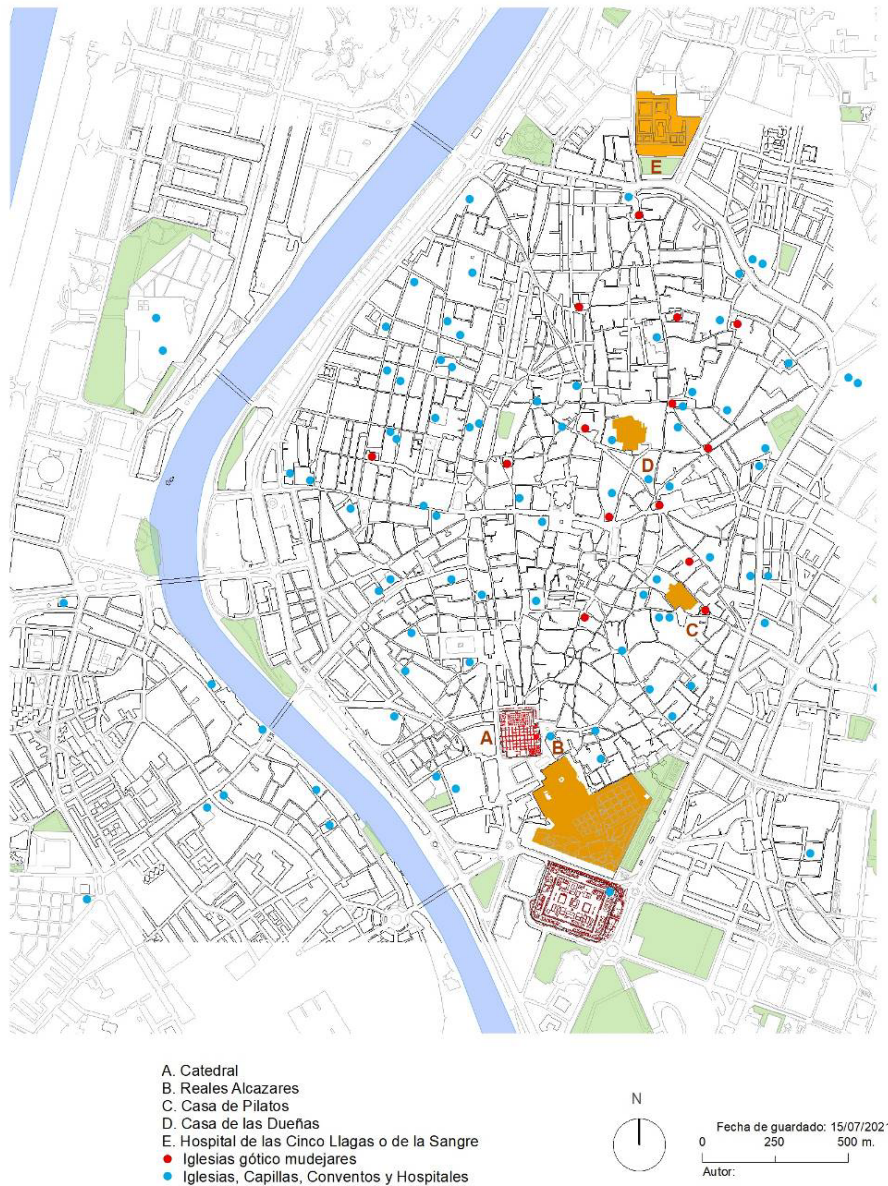 E
D
C
A
B
A. Catedral
B. Reales Alcazares
C. Casa de Pilatos
D. Casa de las Dueñas
E. Hospital de las Cinco Llagas o de la Sangre
Iglesias gótico mudejares
Iglesias, Capillas, Conventos y Hospitales
N
Fecha de guardado: 15/07/2021
0 250 500 m.
Autor: